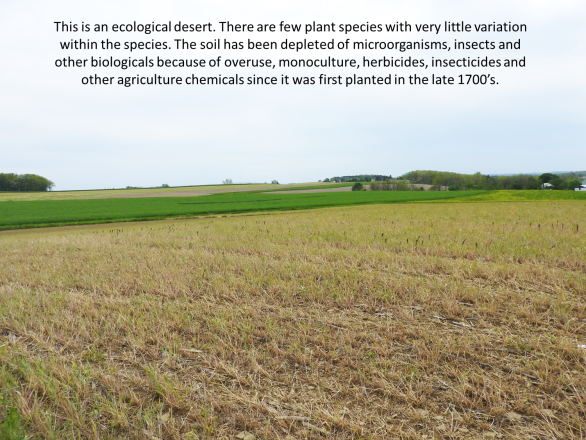 This is an ecological desert. There are few plant species with very little variation
within the species. The soil has been depleted of microorganisms, insects and
other biologicals because of overuse, monoculture, herbicides, insecticides and
other agriculture chemicals since it was first planted in the late 1700's.